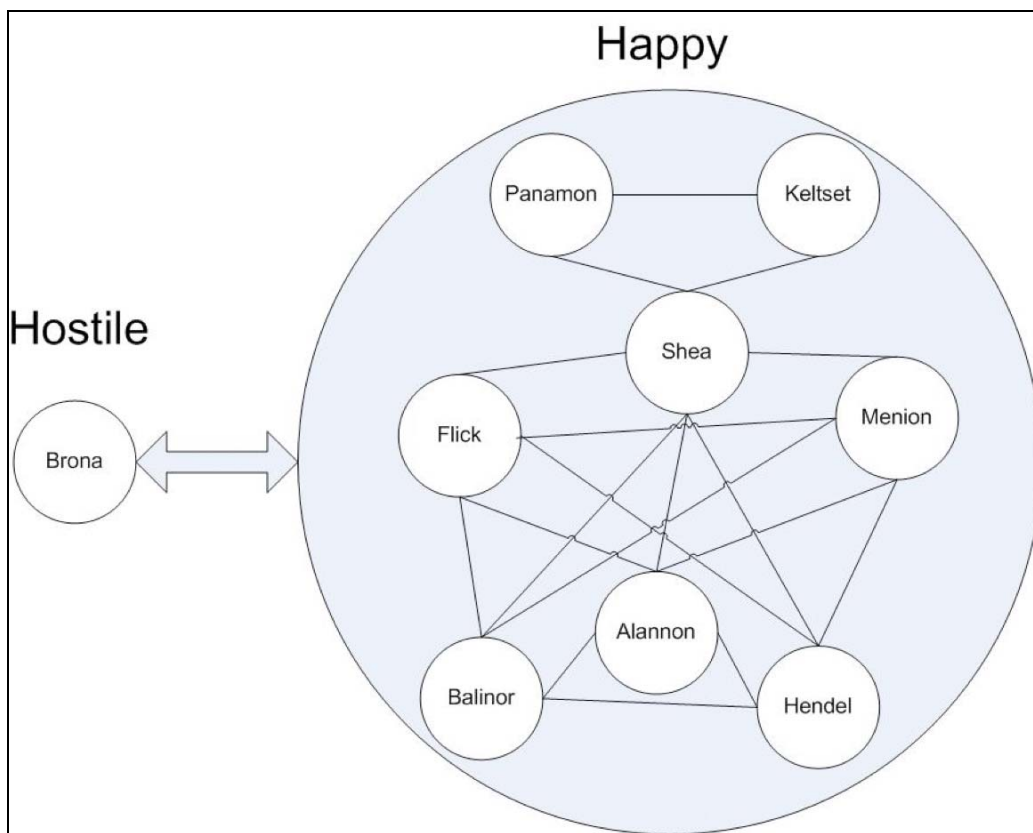 Happy
Panamon
Keltset
Hostile
Shea
Flick
Menion
Brona
Alannon
Balinor
Hendel